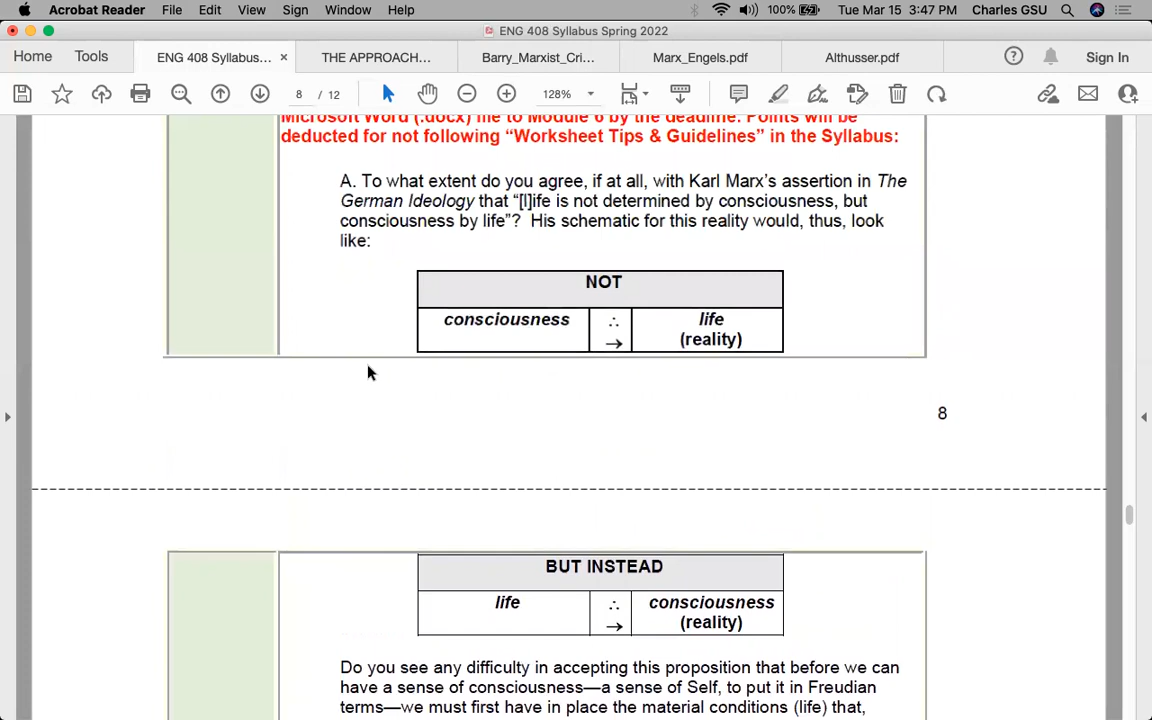 Acrobat Reader File Edit View Sign Window Help 100% Tue Mar 15 3:47 PM Charles GSU
ENG 408 Syllabus Spring 2022
Home Tools ENG 408 Syllabus... × THE APPROACH... Barry_Marxist_Cri... Marx_Engels.pdf Althusser.pdf Sign In
8 / 12 128%
Microsoft Word (.docx) file to Module 6 by the deadline. Points will be
deducted for not following “Worksheet Tips & Guidelines” in the Syllabus:
A. To what extent do you agree, if at all, with Karl Marx’s assertion in The
German Ideology that “[l]ife is not determined by consciousness, but
consciousness by life”? His schematic for this reality would, thus, look
like:
NOT
consciousness ∴ life
→ (reality)
8
BUT INSTEAD
life ∴ consciousness
→ (reality)
Do you see any difficulty in accepting this proposition that before we can
have a sense of consciousness—a sense of Self, to put it in Freudian
terms—we must first have in place the material conditions (life) that,